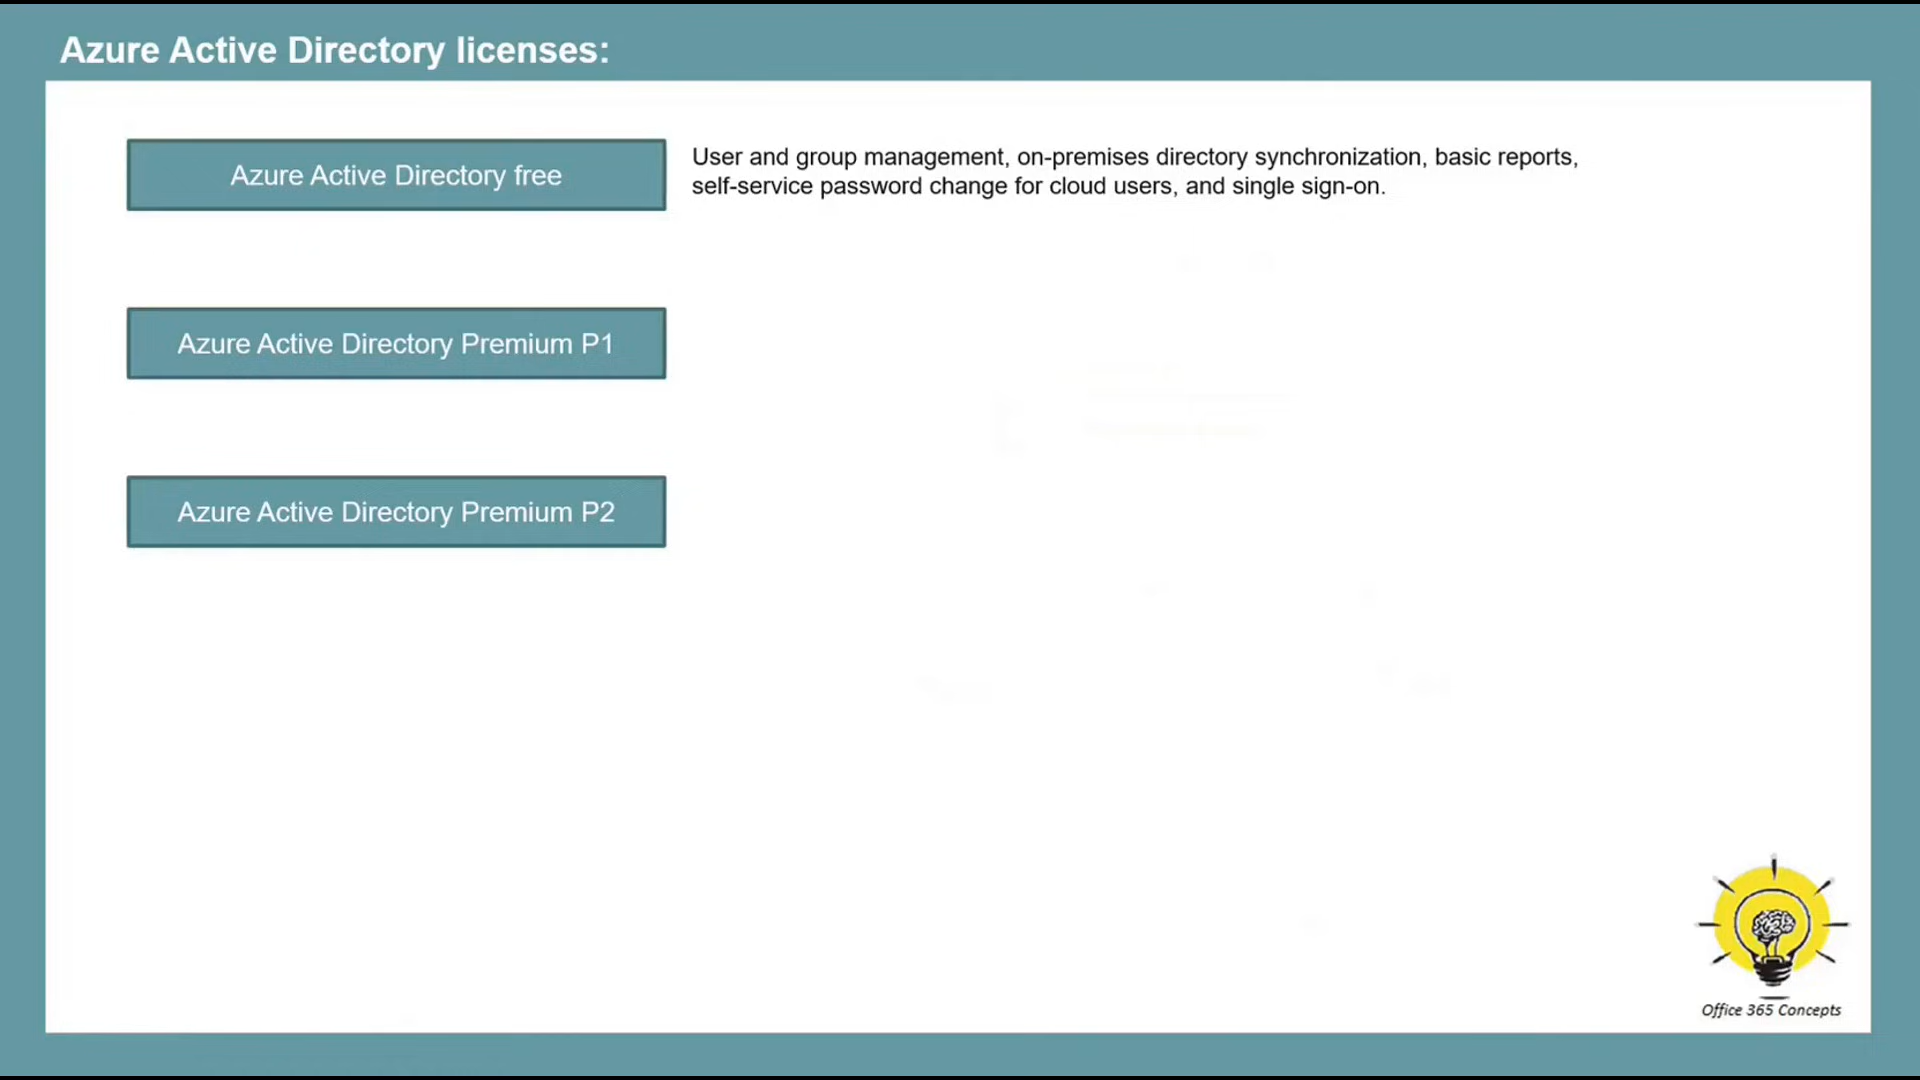 Azure Active Directory licenses:
Azure Active Directory free
User and group management, on-premises directory synchronization, basic reports,
self-service password change for cloud users, and single sign-on.
Azure Active Directory Premium P1
Azure Active Directory Premium P2
Office 365 Concepts